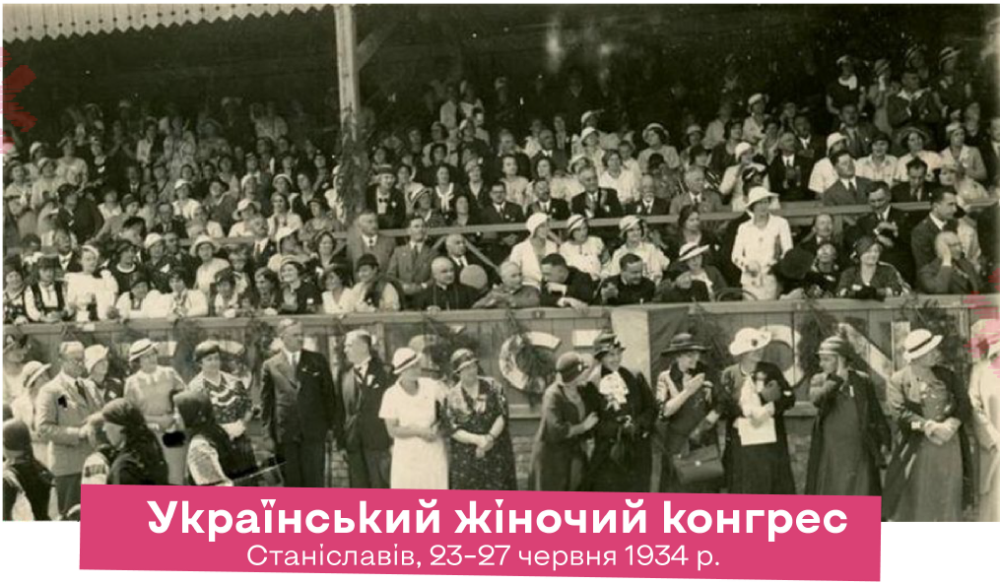 Український жіночий конгрес
Станіславів, 23-27 червня 1934 р.